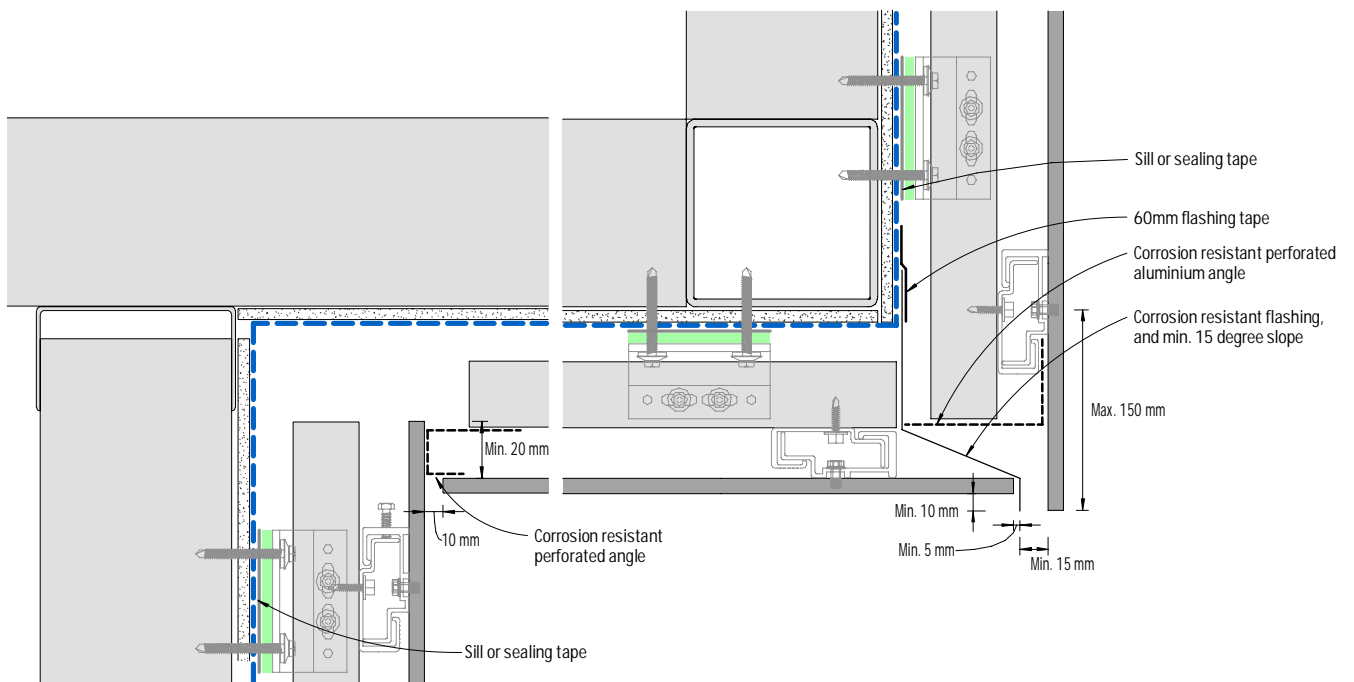 Sill or sealing tape
60mm flashing tape
Corrosion resistant perforated
aluminium angle
Corrosion resistant flashing,
and min. 15 degree slope
Max. 150 mm
Min. 20 mm
Min. 10 mm
10 mm
Corrosion resistant
perforated angle
Min. 5 mm
Min. 15 mm
Sill or sealing tape